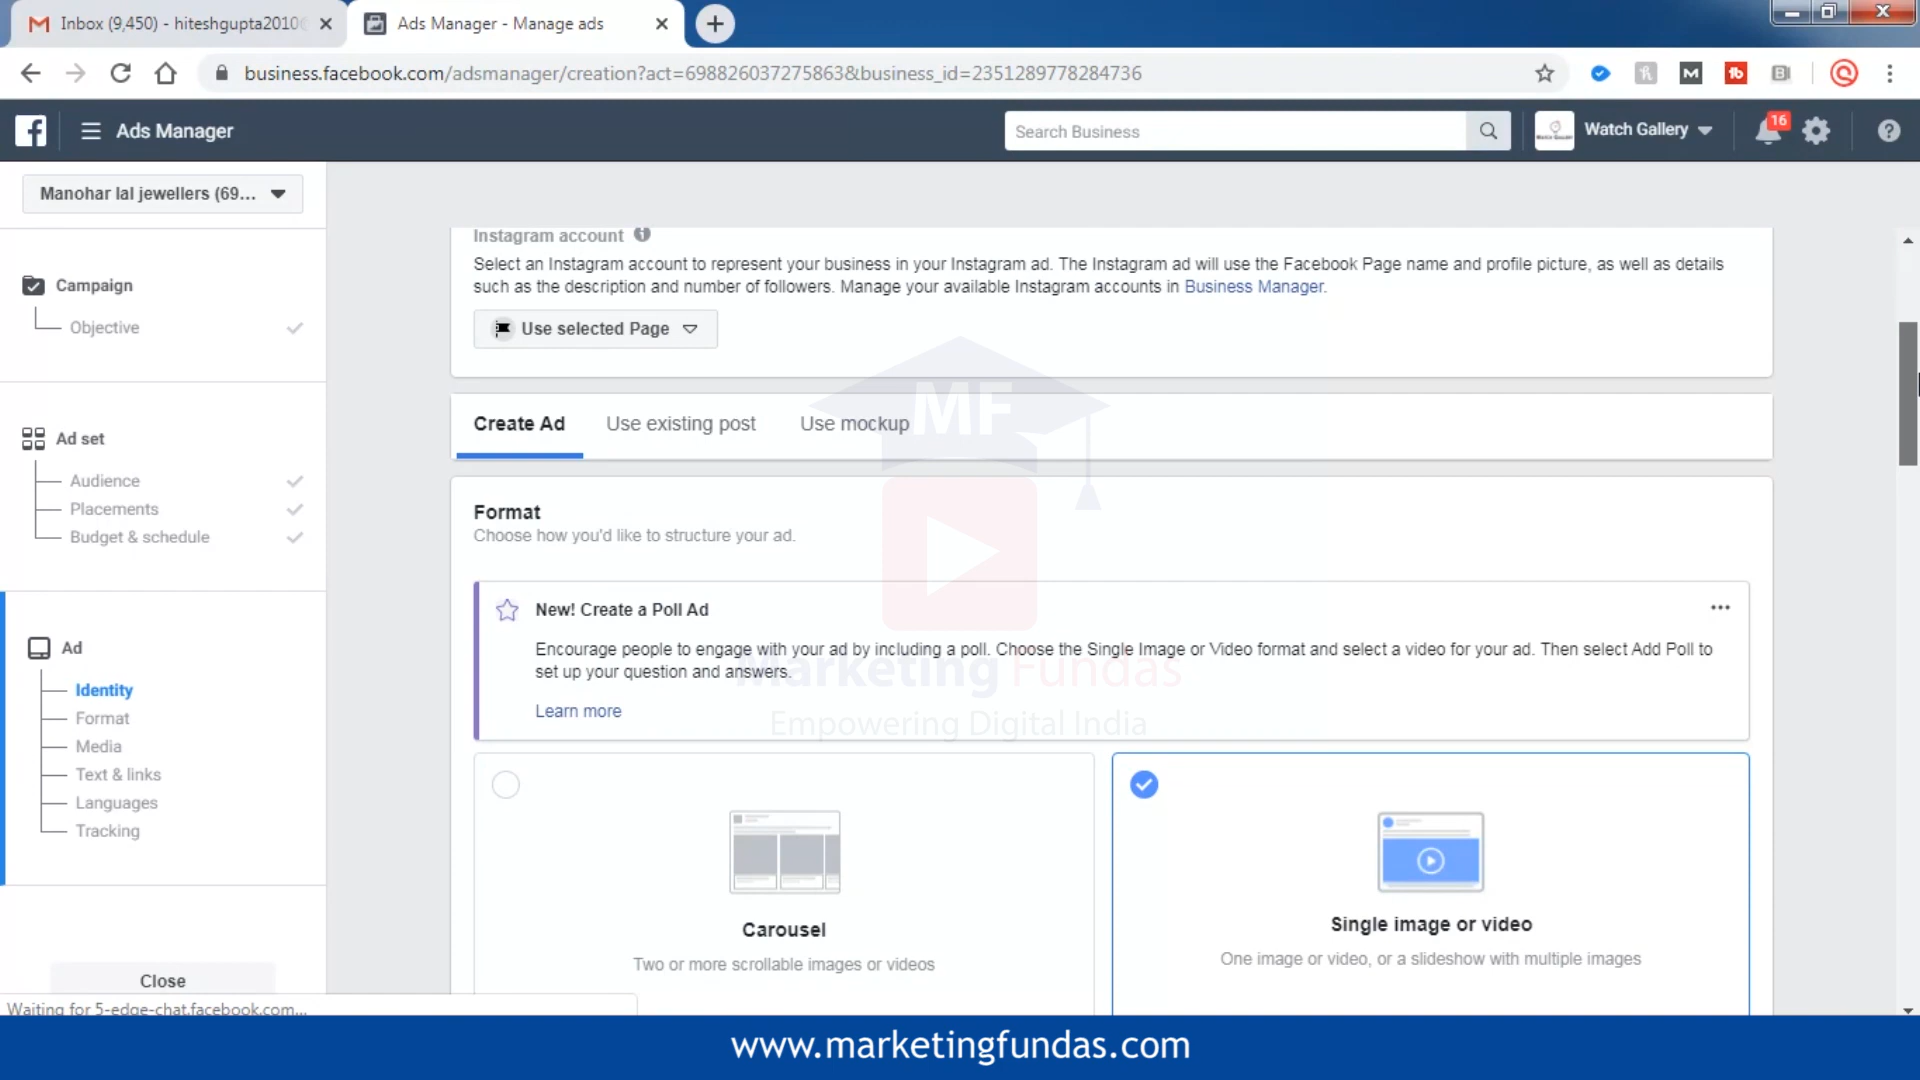 Inbox (9,450) - hiteshgupta2010
Ads Manager - Manage ads
business.facebook.com/adsmanager/creation?act=698826037275863&business_id=2351289778284736
Ads Manager
Search Business
Watch Gallery
16
Manohar lal jewellers (69...
Campaign
Objective
Ad set
Audience
Placements
Budget & schedule
Ad
Identity
Format
Media
Text & links
Languages
Tracking
Close
Waiting for 5-edge-chat.facebook.com...
Instagram account
Select an Instagram account to represent your business in your Instagram ad. The Instagram ad will use the Facebook Page name and profile picture, as well as details
such as the description and number of followers. Manage your available Instagram accounts in Business Manager.
Use selected Page
Create Ad
Use existing post
Use mockup
MF
Format
Choose how you'd like to structure your ad.
New! Create a Poll Ad
Encourage people to engage with your ad by including a poll. Choose the Single Image or Video format and select a video for your ad. Then select Add Poll to
set up your question and answers.
Learn more
Marketing Fundas
Empowering Digital India
Carousel
Two or more scrollable images or videos
Single image or video
One image or video, or a slideshow with multiple images
www.marketingfundas.com